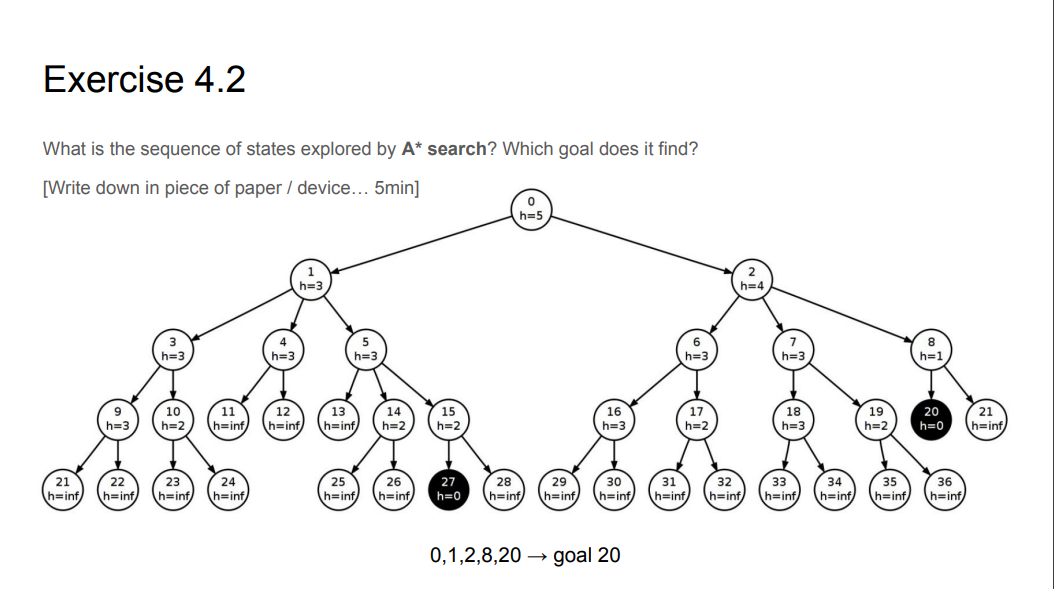 Exercise 4.2
What is the sequence of states explored by A* search? Which goal does it find?
[Write down in piece of paper / device… 5min]
0
h=5
1
h=3
2
h=4
3
h=3
4
h=3
5
h=3
6
h=3
7
h=3
8
h=1
9
h=3
10
h=2
11
h=inf
12
h=inf
13
h=inf
14
h=2
15
h=2
16
h=3
17
h=2
18
h=3
19
h=2
20
h=0
21
h=inf
21
h=inf
22
h=inf
23
h=inf
24
h=inf
25
h=inf
26
h=inf
27
h=0
28
h=inf
29
h=inf
30
h=inf
31
h=inf
32
h=inf
33
h=inf
34
h=inf
35
h=inf
36
h=inf
0,1,2,8,20 → goal 20